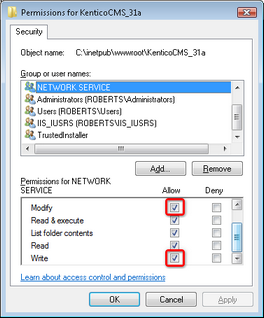 Permissions for KenticoCMS_31a
Security
Object name: C:\inetpub\wwwroot\KenticoCMS_31a
Group or user names:
NETWORK SERVICE
Administrators (ROBERTS\Administrators)
Users (ROBERTS\Users)
IIS_IUSRS (ROBERTS\IIS_IUSRS)
TrustedInstaller
Add... Remove
Permissions for NETWORK
SERVICE Allow Deny
Modify
Read & execute
List folder contents
Read
Write
Learn about access control and permissions
OK Cancel Apply